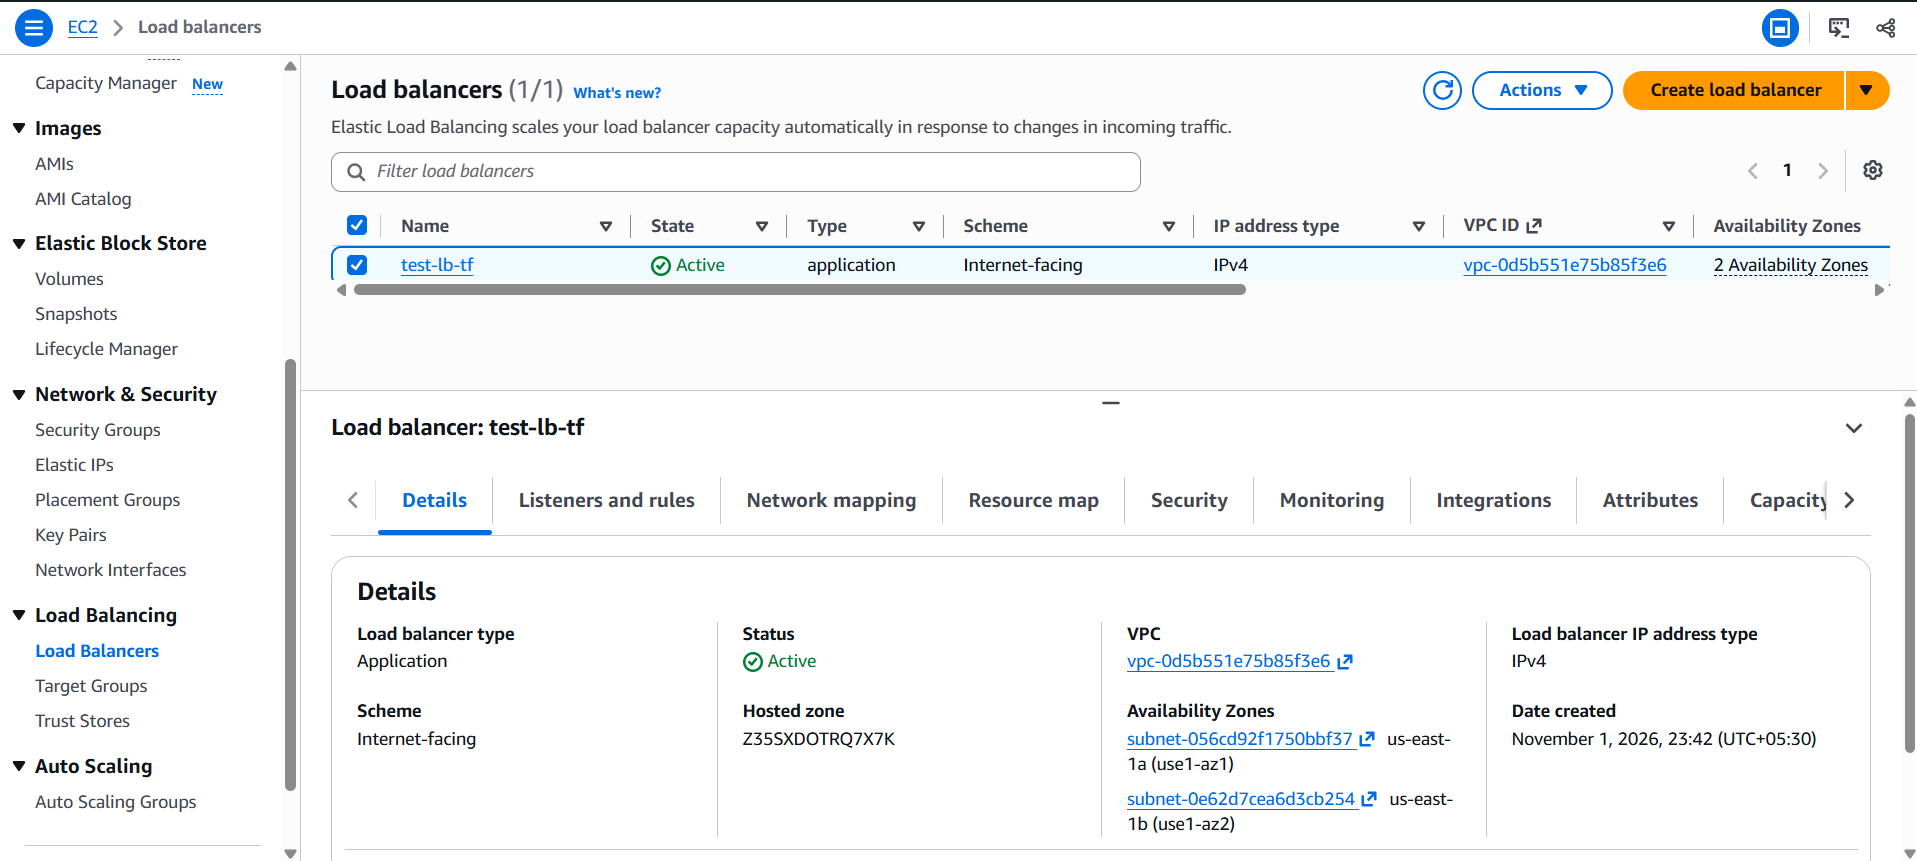 EC2 Load balancers
Capacity Manager New
Images
AMIs
AMI Catalog
Elastic Block Store
Volumes
Snapshots
Lifecycle Manager
Network & Security
Security Groups
Elastic IPs
Placement Groups
Key Pairs
Network Interfaces
Load Balancing
Load Balancers
Target Groups
Trust Stores
Auto Scaling
Auto Scaling Groups
Load balancers (1/1) What's new?
Actions
Create load balancer
Elastic Load Balancing scales your load balancer capacity automatically in response to changes in incoming traffic.
Filter load balancers
1
Name State Type Scheme IP address type VPC ID Availability Zones
test-lb-tf Active application Internet-facing IPv4 vpc-0d5b551e75b85f3e6 2 Availability Zones
Load balancer: test-lb-tf
Details Listeners and rules Network mapping Resource map Security Monitoring Integrations Attributes Capacity
Details
Load balancer type
Application
Scheme
Internet-facing
Status
Active
Hosted zone
Z35SXDOTRQ7X7K
VPC
vpc-0d5b551e75b85f3e6
Availability Zones
subnet-056cd92f1750bbf37 us-east-
1a (use1-az1)
subnet-0e62d7cea6d3cb254 us-east-
1b (use1-az2)
Load balancer IP address type
IPv4
Date created
November 1, 2026, 23:42 (UTC+05:30)